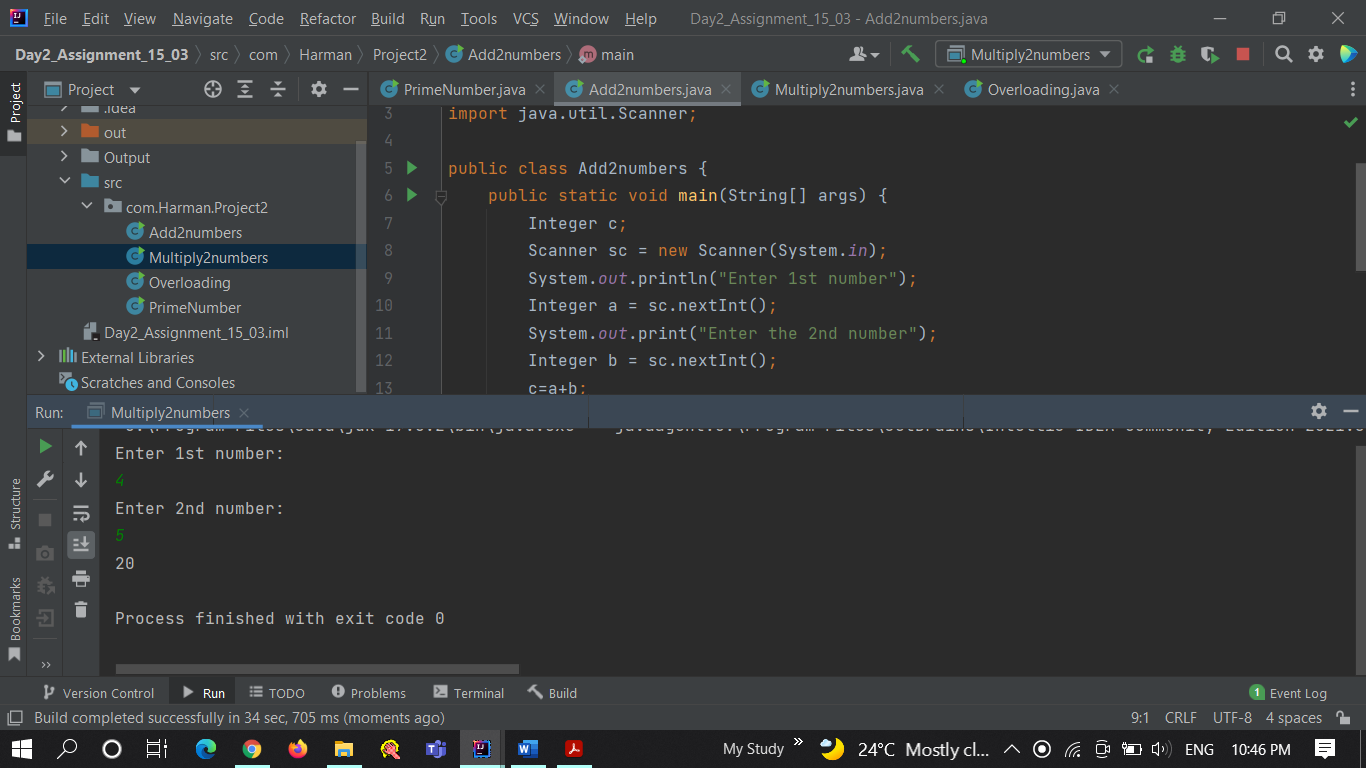 File Edit View Navigate Code Refactor Build Run Tools VCS Window Help Day2_Assignment_15_03 - Add2numbers.java
Day2_Assignment_15_03 src com Harman Project2 Add2numbers main Multiply2numbers
Project PrimeNumber.java Add2numbers.java Multiply2numbers.java Overloading.java
Project
.idea
out
Output
src
com.Harman.Project2
Add2numbers
Multiply2numbers
Overloading
PrimeNumber
Day2_Assignment_15_03.iml
External Libraries
Scratches and Consoles
3 import java.util.Scanner;
4
5 public class Add2numbers {
6 public static void main(String[] args) {
7 Integer c;
8 Scanner sc = new Scanner(System.in);
9 System.out.println("Enter 1st number");
10 Integer a = sc.nextInt();
11 System.out.print("Enter the 2nd number");
12 Integer b = sc.nextInt();
13 c=a+b;
Run: Multiply2numbers
Enter 1st number:
4
Enter 2nd number:
5
20
Process finished with exit code 0
Structure
Bookmarks
Version Control Run TODO Problems Terminal Build 1 Event Log
Build completed successfully in 34 sec, 705 ms (moments ago) 9:1 CRLF UTF-8 4 spaces
My Study 24°C Mostly cl... ENG 10:46 PM